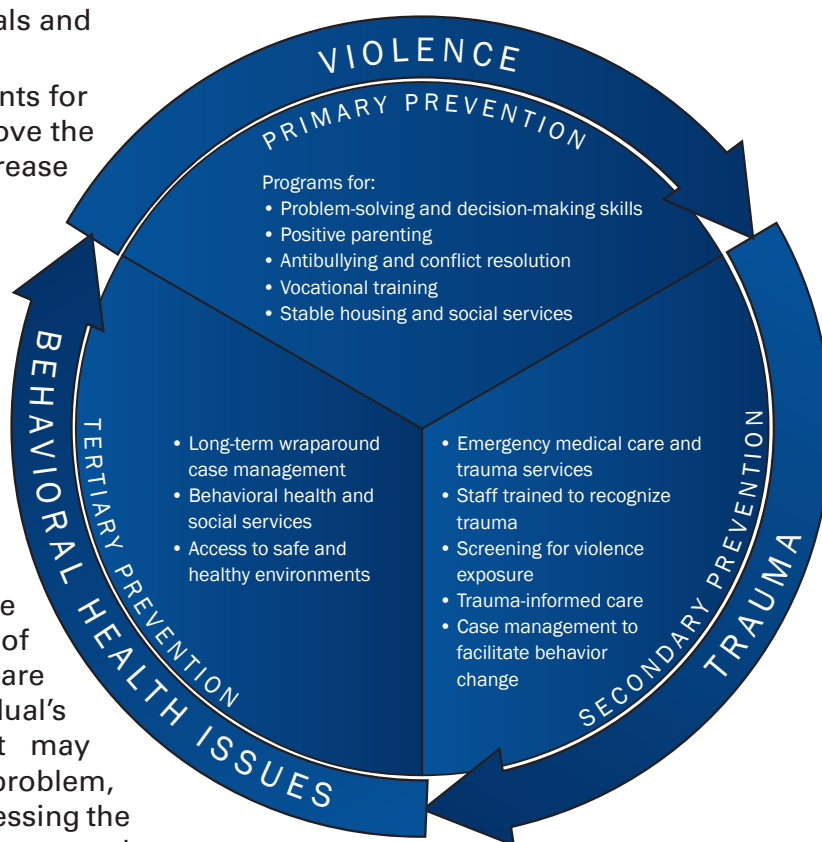 als and
nts for
ove the
rease
VIOLENCE
PRIMARY PREVENTION
Programs for:
• Problem-solving and decision-making skills
• Positive parenting
• Antibullying and conflict resolution
• Vocational training
• Stable housing and social services
BEHAVIORAL HEALTH ISSUES
TERTIARY PREVENTION
• Long-term wraparound
case management
• Behavioral health and
social services
• Access to safe and
healthy environments
• Emergency medical care and
trauma services
• Staff trained to recognize
trauma
• Screening for violence
exposure
• Trauma-informed care
• Case management to
facilitate behavior
change
SECONDARY PREVENTION
TRAUMA
e
of
are
dual's
t may
problem,
essing the